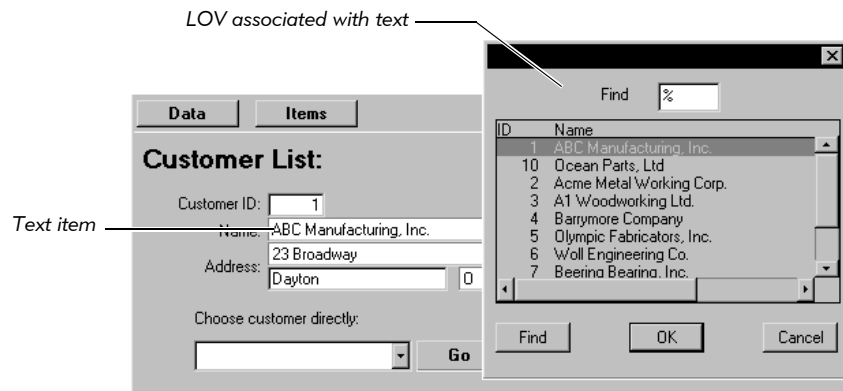 LOV associated with text
Find %
ID Name
1 ABC Manufacturing, Inc.
10 Ocean Parts, Ltd
2 Acme Metal Working Corp.
3 A1 Woodworking Ltd.
4 Barrymore Company
5 Olympic Fabricators, Inc.
6 Woll Engineering Co.
7 Beering Bearing, Inc.
Find OK Cancel
Data Items
Customer List:
Customer ID: 1
Text item
Name: ABC Manufacturing, Inc.
Address: 23 Broadway
Dayton O
Choose customer directly:
Go